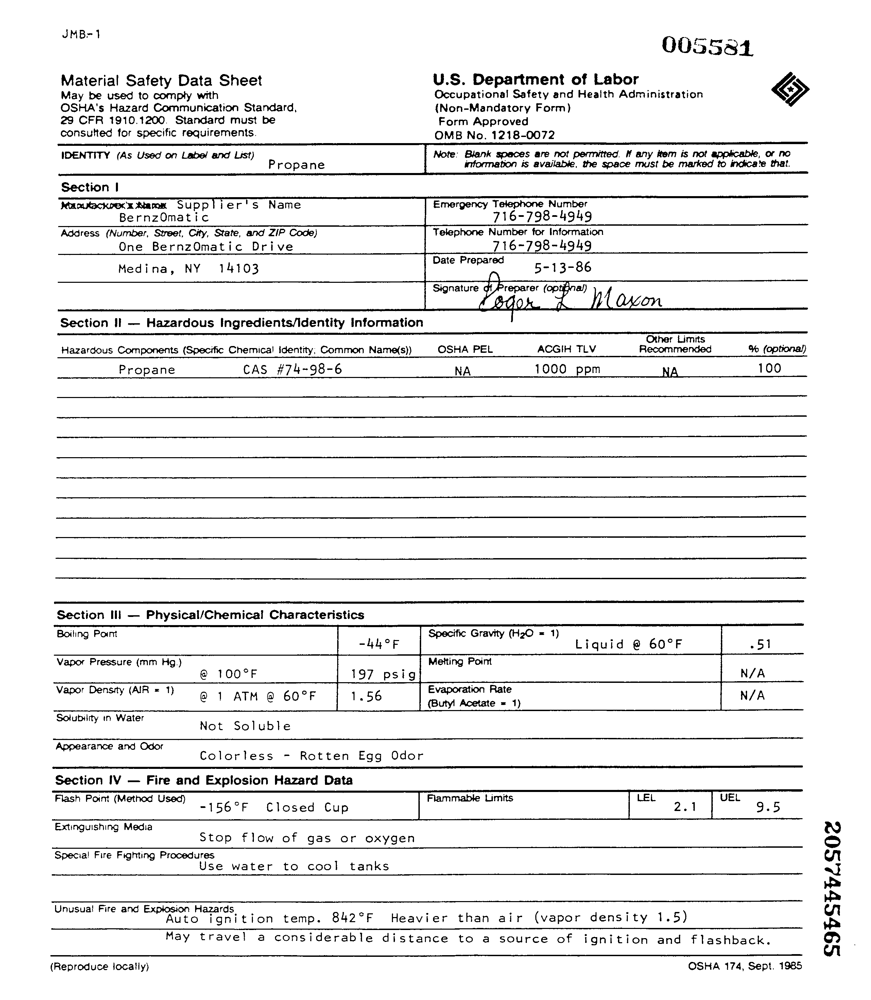 JMB-1
005581
Material Safety Data Sheet
May be used to comply with
OSHA's Hazard Communication Standard,
29 CFR 1910.1200. Standard must be
consulted for specific requirements.
U.S. Department of Labor
Occupational Safety and Health Administration
(Non-Mandatory Form)
Form Approved
OMB No. 1218-0072
IDENTITY (As Used on Label and List)
Propane
Note: Blank spaces are not permitted. If any item is not applicable, or no
information is available, the space must be marked to indicate that.
Section I
Supplier's Name
BernzOmatic
Emergency Telephone Number
716-798-4949
Address (Number, Street, City, State, and ZIP Code)
One BernzOmatic Drive
Telephone Number for Information
716-798-4949
Medina, NY 14103
Date Prepared
5-13-86
Signature of Preparer (optional)
Roger L Maxon
Section II — Hazardous Ingredients/Identity Information
Hazardous Components (Specific Chemical Identity; Common Name(s)) OSHA PEL ACGIH TLV Other Limits Recommended % (optional)
Propane CAS #74-98-6 NA 1000 ppm NA 100
Section III — Physical/Chemical Characteristics
Boiling Point -44°F Specific Gravity (H2O = 1) Liquid @ 60°F .51
Vapor Pressure (mm Hg.) @ 100°F 197 psig Melting Point N/A
Vapor Density (AIR = 1) @ 1 ATM @ 60°F 1.56 Evaporation Rate (Butyl Acetate = 1) N/A
Solubility in Water
Not Soluble
Appearance and Odor
Colorless - Rotten Egg Odor
Section IV — Fire and Explosion Hazard Data
Flash Point (Method Used) -156°F Closed Cup Flammable Limits LEL 2.1 UEL 9.5
Extinguishing Media
Stop flow of gas or oxygen
Special Fire Fighting Procedures
Use water to cool tanks
Unusual Fire and Explosion Hazards
Auto ignition temp. 842°F Heavier than air (vapor density 1.5)
May travel a considerable distance to a source of ignition and flashback.
(Reproduce locally)
OSHA 174, Sept. 1985
2057445465